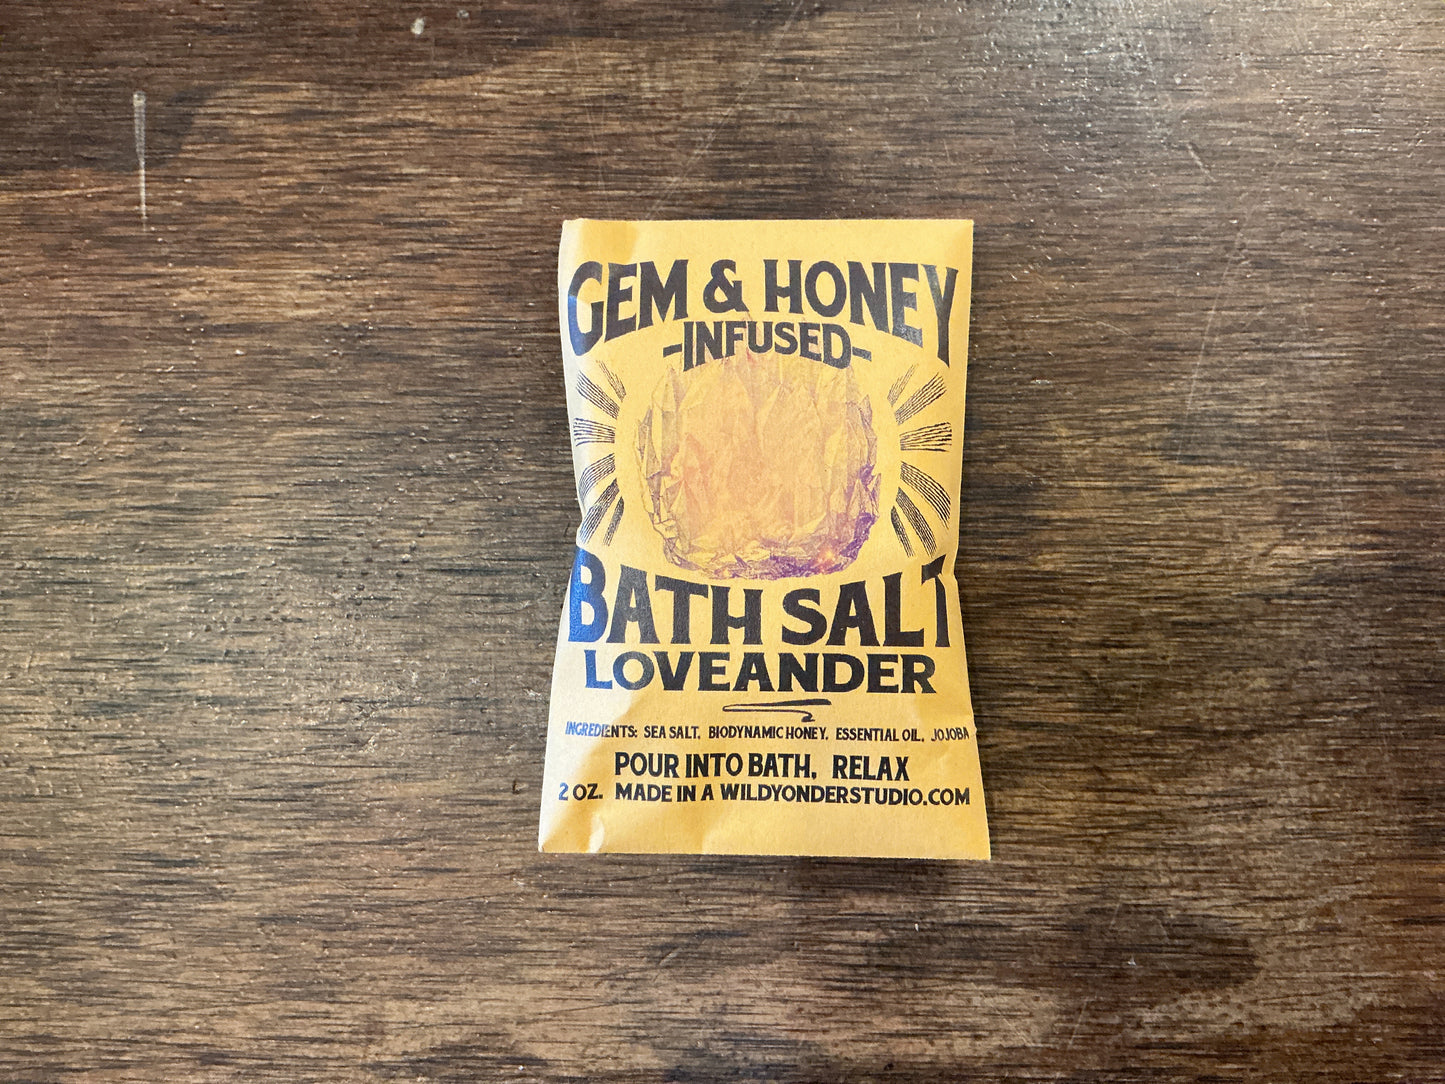 GEM & HONEY
-INFUSED-
BATH SALT
LOVEANDER
INGREDIENTS: SEA SALT, BIODYNAMIC HONEY, ESSENTIAL OIL, JOJOBA
POUR INTO BATH, RELAX
2 OZ. MADE IN A WILDYONDERSTUDIO.COM